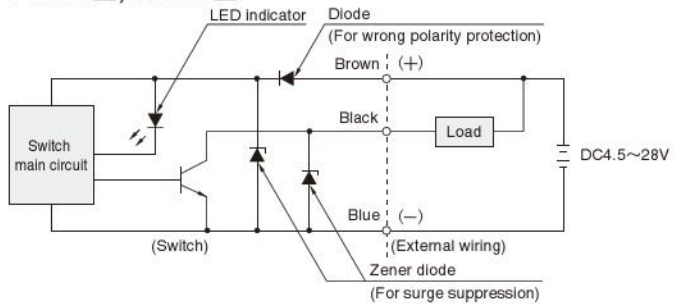 LED indicator
Diode
(For wrong polarity protection)
Brown
(+)
Black
Load
Switch
main circuit
DC4.5～28V
Blue
(—)
(Switch)
(External wiring)
Zener diode
(For surge suppression)